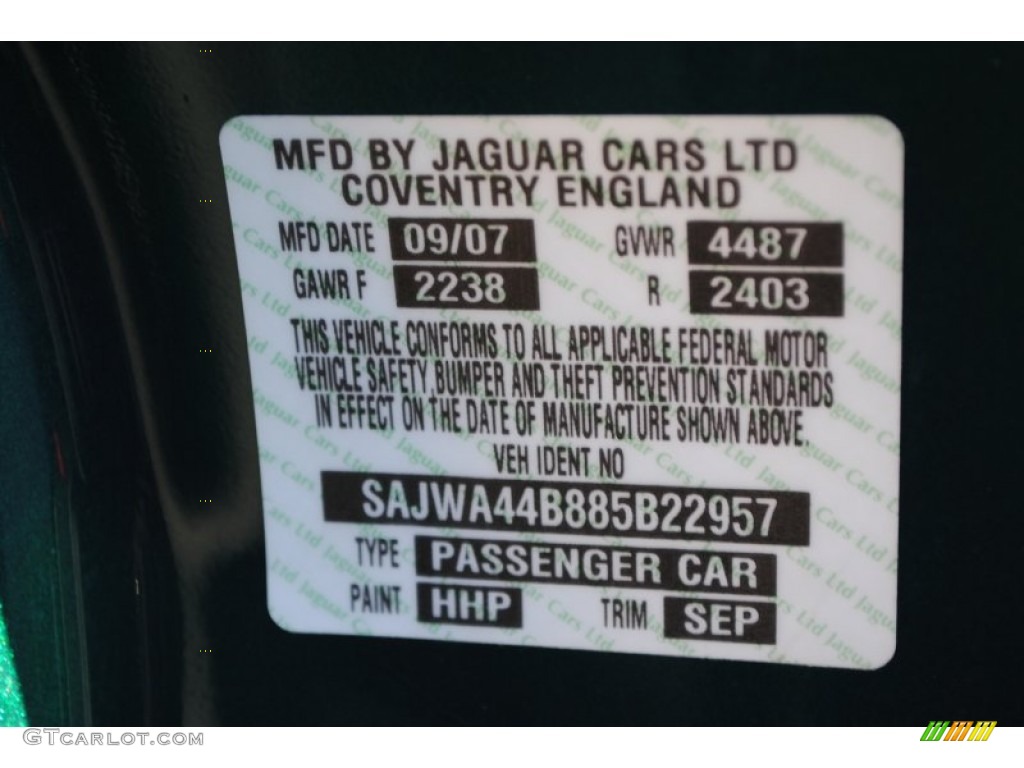 MFD BY JAGUAR CARS LTD
COVENTRY ENGLAND
MFD DATE 09/07 GVWR 4487
GAWR F 2238 R 2403
THIS VEHICLE CONFORMS TO ALL APPLICABLE FEDERAL MOTOR
VEHICLE SAFETY, BUMPER AND THEFT PREVENTION STANDARDS
IN EFFECT ON THE DATE OF MANUFACTURE SHOWN ABOVE.
VEH IDENT NO
SAJWA44B885B22957
TYPE PASSENGER CAR
PAINT HHP TRIM SEP
GTCARLOT.COM